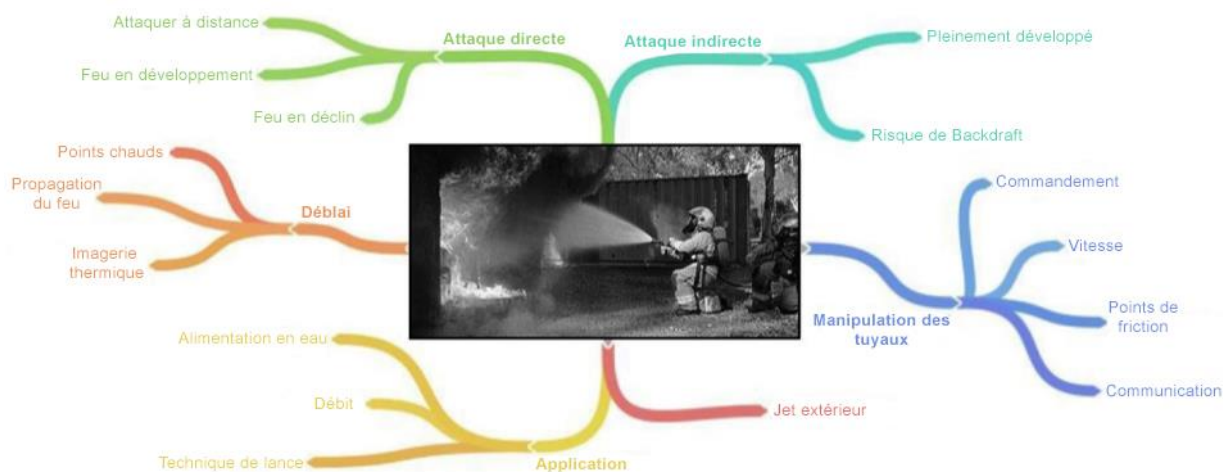 Attaquer à distance
Feu en développement
Feu en déclin
Attaque directe
Attaque indirecte
Pleinement développé
Risque de Backdraft
Points chauds
Propagation
du feu
Imagerie
thermique
Déblai
Commandement
Vitesse
Points de
friction
Communication
Manipulation des
tuyaux
Alimentation en eau
Débit
Technique de lance
Application
Jet extérieur